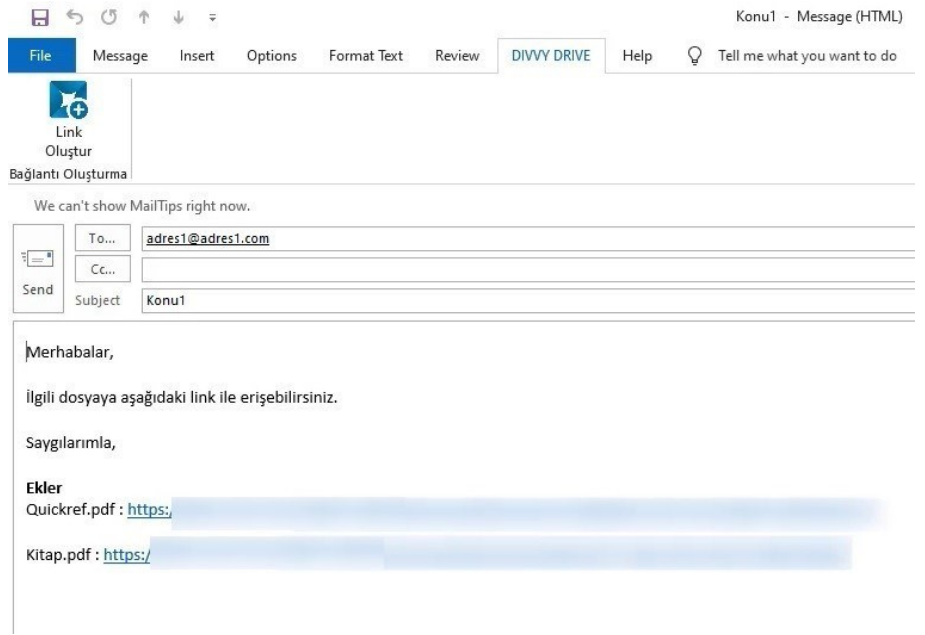 Konu1 - Message (HTML)
File Message Insert Options Format Text Review DIVVY DRIVE Help Tell me what you want to do
Link
Oluştur
Bağlantı Oluşturma
We can't show MailTips right now.
To... adres1@adres1.com
Cc...
Send
Subject Konu1
Merhabalar,
İlgili dosyaya aşağıdaki link ile erişebilirsiniz.
Saygılarımla,
Ekler
Quickref.pdf : https:/
Kitap.pdf : https:/